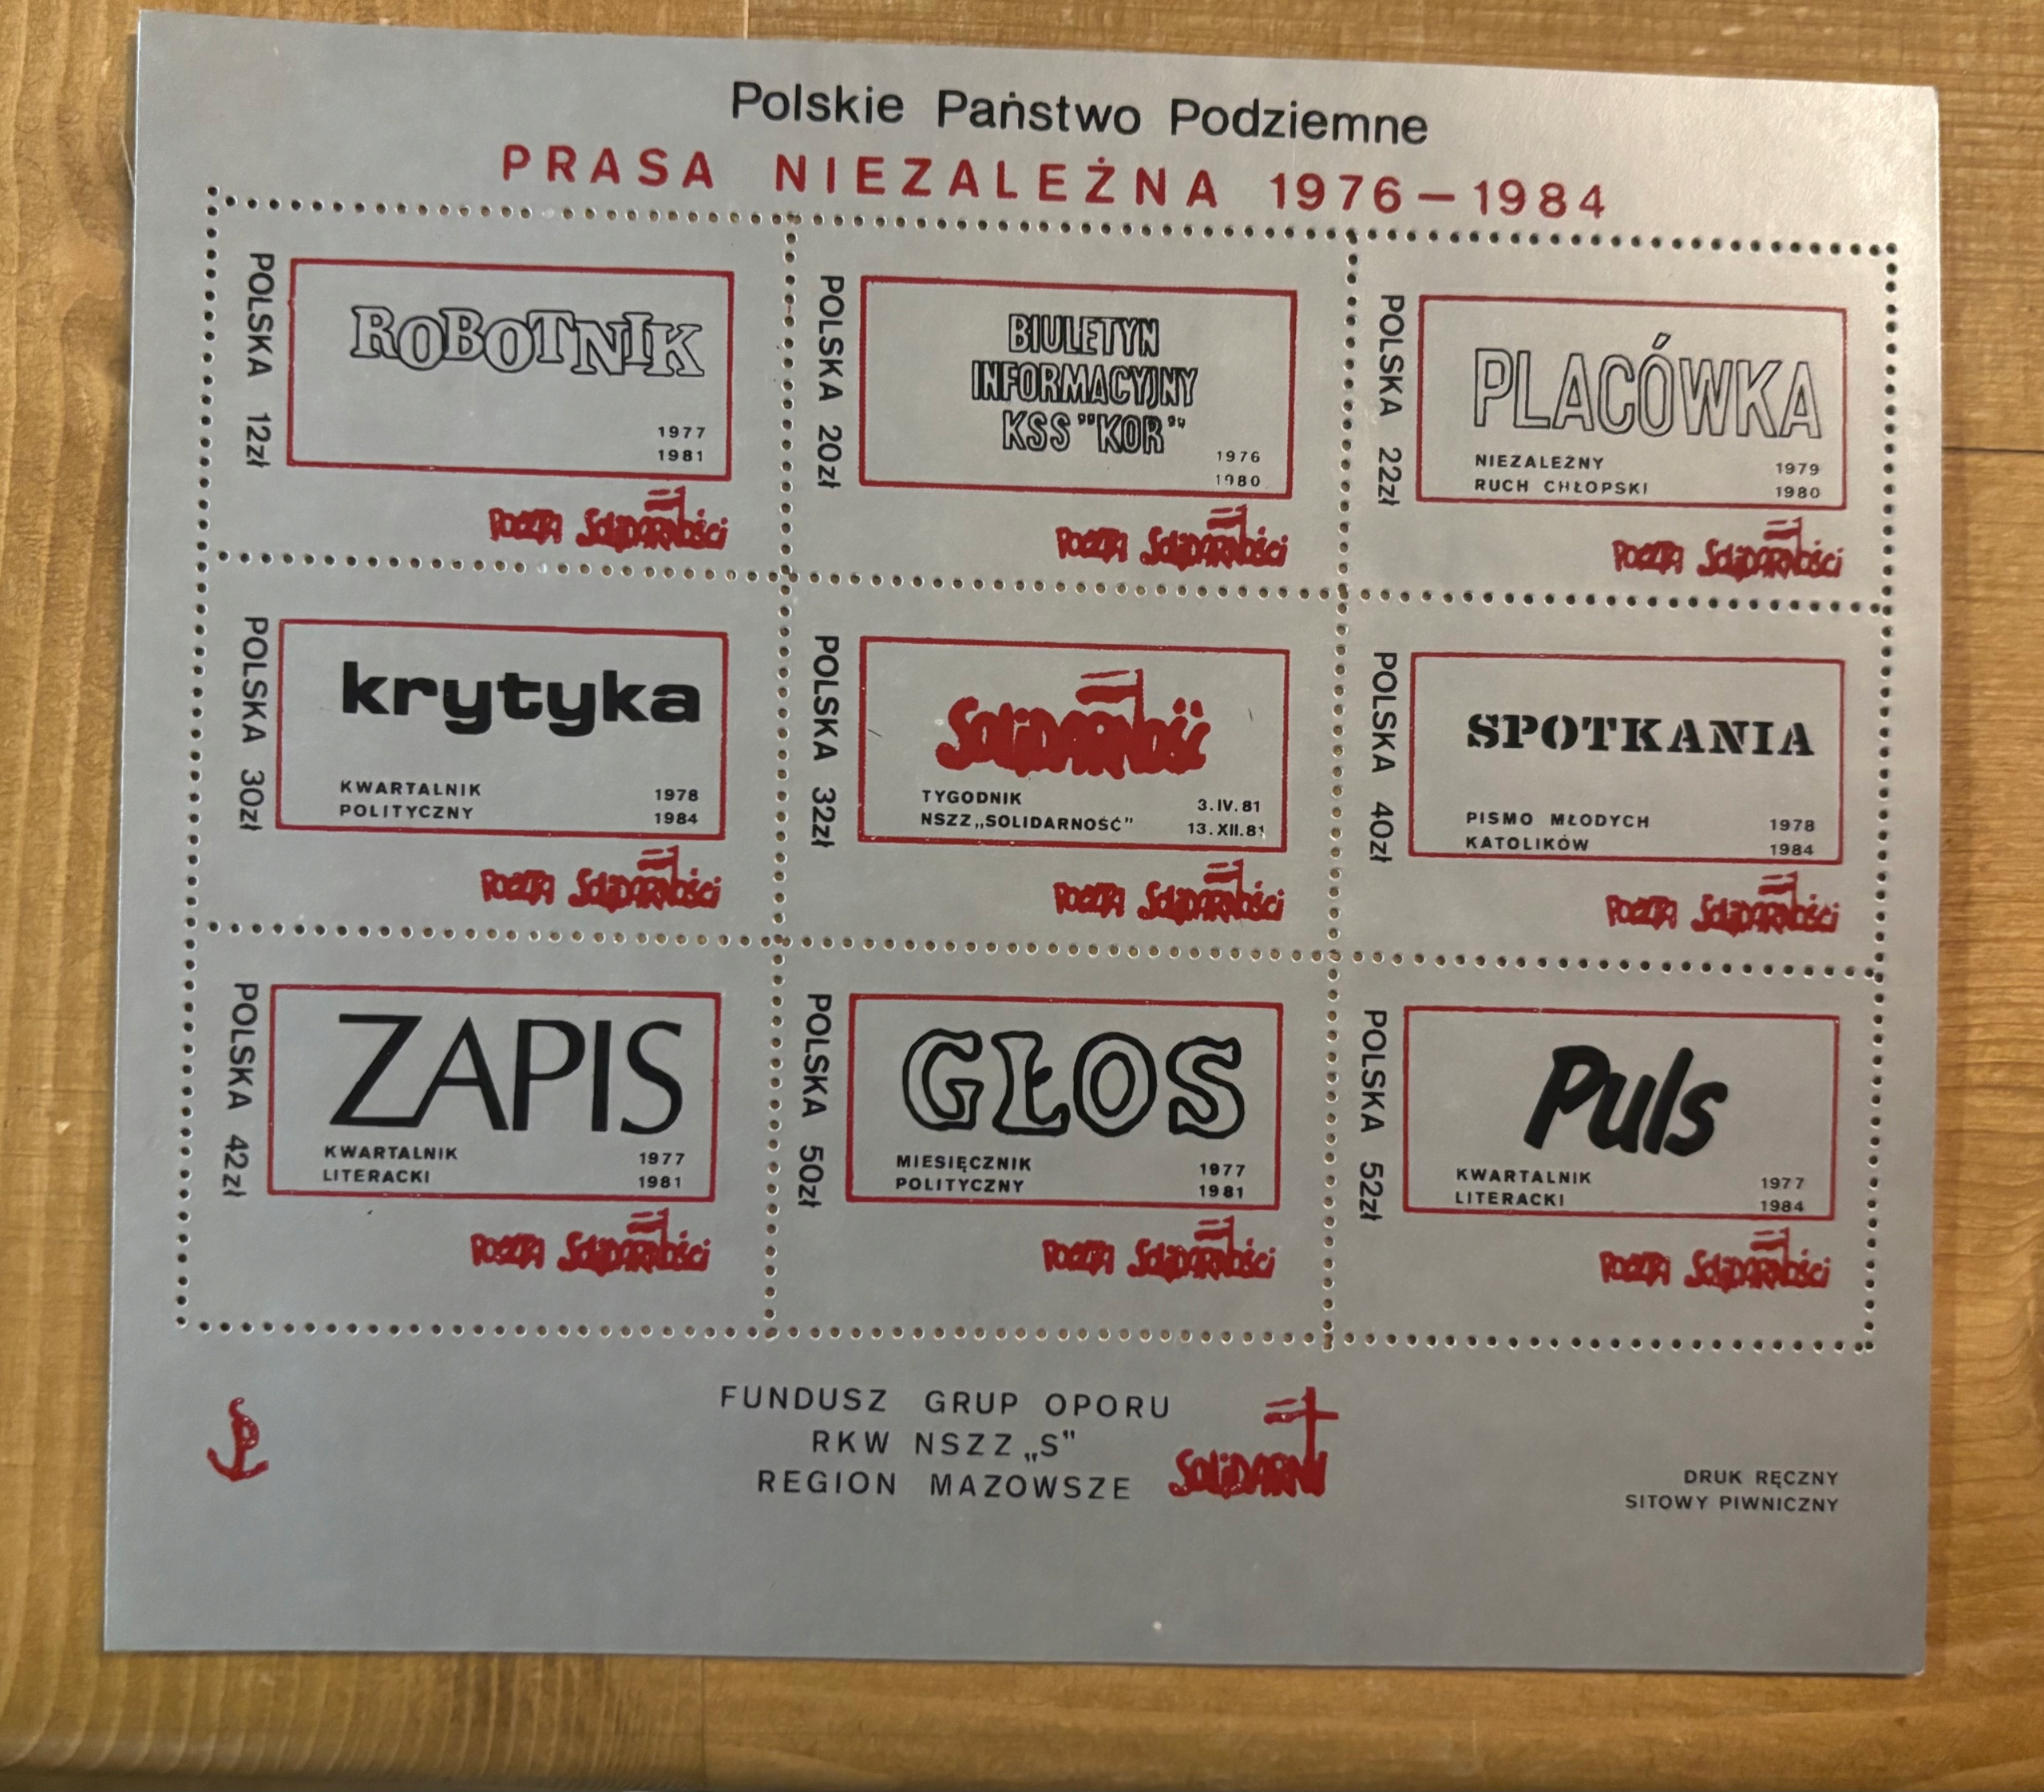 Polskie Państwo Podziemne
PRASA NIEZALEŻNA 1976–1984
POLSKA 12zł
ROBOTNIK
1977
1981
POCZTA SOLIDARNOŚCI
POLSKA 20zł
BIULETYN
INFORMACYJNY
KSS "KOR"
1976
1980
POCZTA SOLIDARNOŚCI
POLSKA 22zł
PLACÓWKA
NIEZALEŻNY 1979
RUCH CHŁOPSKI 1980
POCZTA SOLIDARNOŚCI
POLSKA 30zł
krytyka
KWARTALNIK 1978
POLITYCZNY 1984
POCZTA SOLIDARNOŚCI
POLSKA 32zł
SOLIDARNOŚĆ
TYGODNIK 3.IV.81
NSZZ „SOLIDARNOŚĆ” 13.XII.81
POCZTA SOLIDARNOŚCI
POLSKA 40zł
SPOTKANIA
PISMO MŁODYCH 1978
KATOLIKÓW 1984
POCZTA SOLIDARNOŚCI
POLSKA 42zł
ZAPIS
KWARTALNIK 1977
LITERACKI 1981
POCZTA SOLIDARNOŚCI
POLSKA 50zł
GŁOS
MIESIĘCZNIK 1977
POLITYCZNY 1981
POCZTA SOLIDARNOŚCI
POLSKA 52zł
Puls
KWARTALNIK 1977
LITERACKI 1984
POCZTA SOLIDARNOŚCI
FUNDUSZ GRUP OPORU
RKW NSZZ „S”
REGION MAZOWSZE
SOLIDARNI
DRUK RĘCZNY
SITOWY PIWNICZNY